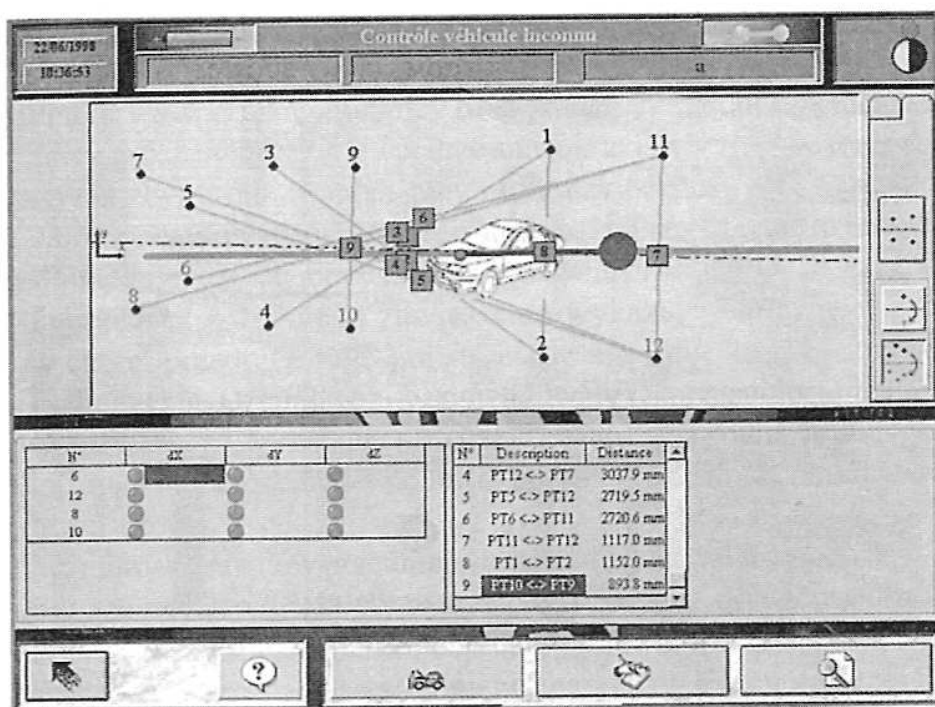 22/06/1998
Contrôle véhicule inconnu
10:36:53
1
11
7
3
9
5
6
3
9
8
7
4
5
6
8
4
10
2
12
N° dX dY dZ
6
12
8
10
N° Description Distance
4 PT12 <-> PT7 3037.9 mm
5 PT5 <-> PT12 2719.5 mm
6 PT6 <-> PT11 2720.6 mm
7 PT11 <-> PT12 1117.0 mm
8 PT1 <-> PT2 1152.0 mm
9 PT10 <-> PT9 893.8 mm
?